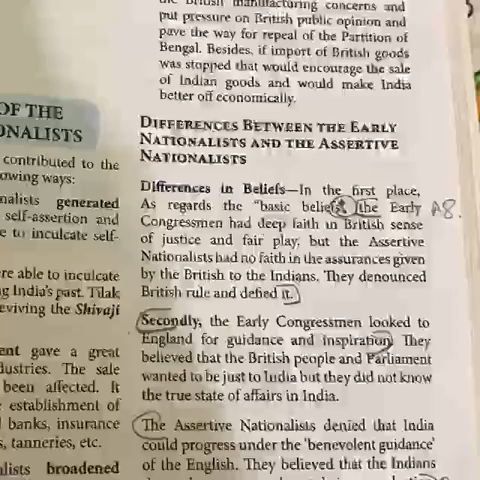 the British manufacturing concerns and
put pressure on British public opinion and
pave the way for repeal of the Partition of
Bengal. Besides, if import of British goods
was stopped that would encourage the sale
of Indian goods and would make India
better off economically.
OF THE
ONALISTS
contributed to the
owing ways:
nalists generated
self-assertion and
e to inculcate self-
re able to inculcate
g India's past. Tilak
eviving the Shivaji
ent gave a great
dustries. The sale
been affected. It
establishment of
banks, insurance
s, tanneries, etc.
alists broadened
DIFFERENCES BETWEEN THE EARLY
NATIONALISTS AND THE ASSERTIVE
NATIONALISTS
Differences in Beliefs—In the first place,
As regards the "basic the Early A8.
Congressmen had deep faith in British sense
of justice and fair play, but the Assertive
Nationalists had no faith in the assurances given
by the British to the Indians. They denounced
British rule and defied it.
Secondly, the Early Congressmen looked to
England for guidance and inspiration. They
believed that the British people and Parliament
wanted to be just to India but they did not know
the true state of affairs in India.
The Assertive Nationalists denied that India
could progress under the 'benevolent guidance'
of the English. They believed that the Indians